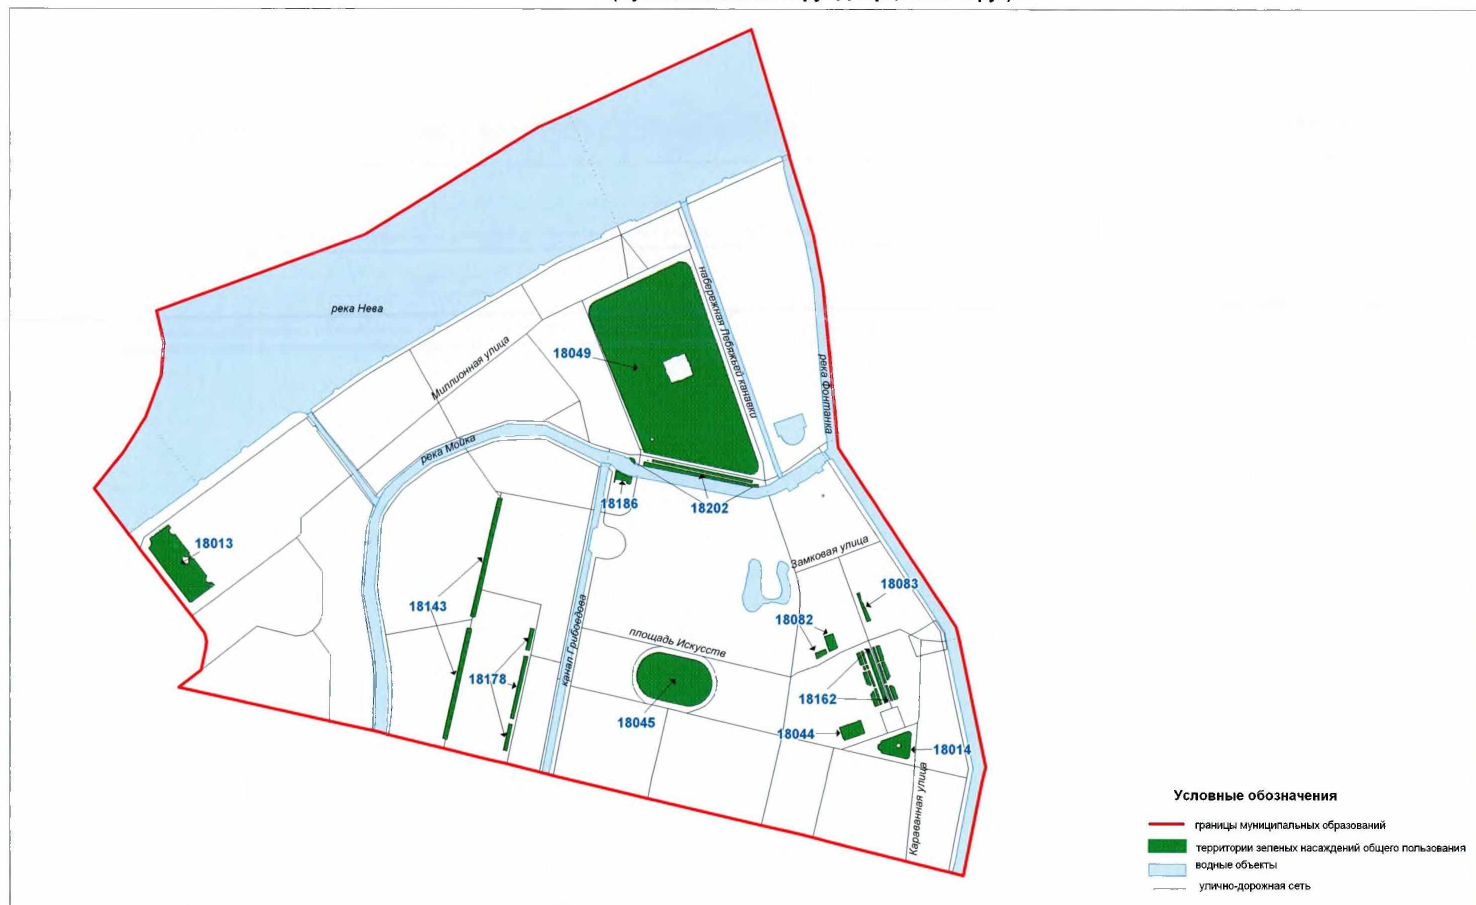 река Нева
Миллионная улица
набережная Лебяжьей канавки
река Фонтанка
18049
река Мойка
18186
18202
18013
Замковая улица
18083
18143
канал Грибоедова
18082
площадь Искусств
18178
18162
18045
18044
18014
Караванная улица
Условные обозначения
границы муниципальных образований
территории зеленых насаждений общего пользования
водные объекты
улично-дорожная сеть